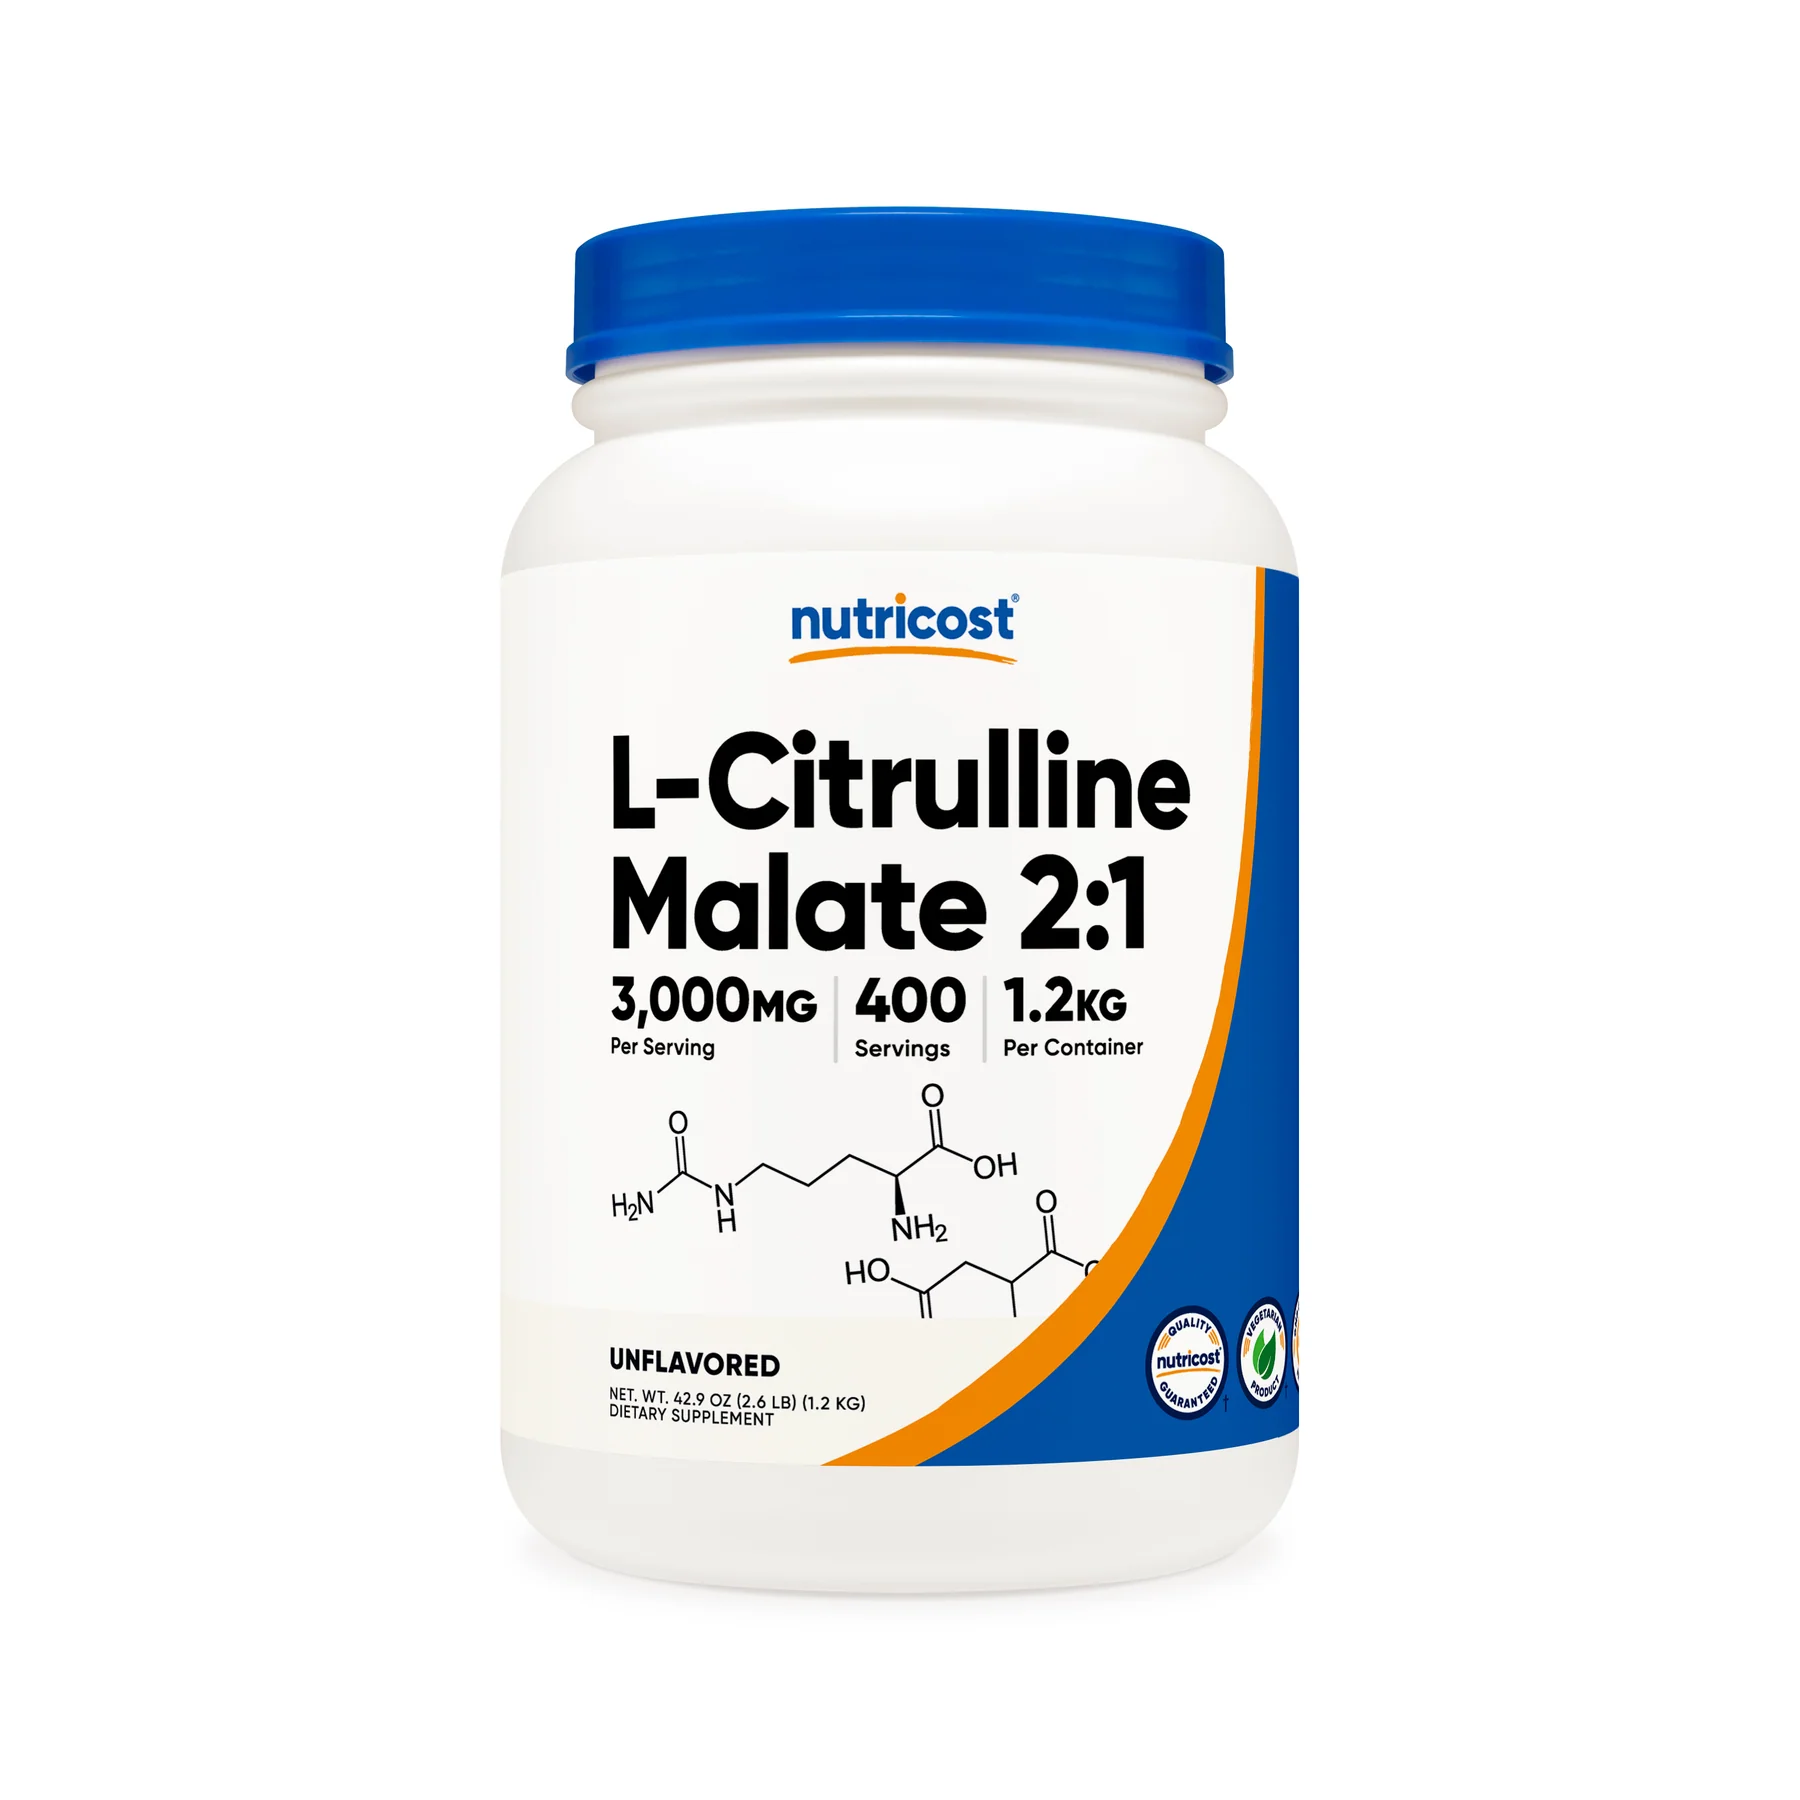 nutricost®
L-Citrulline
Malate 2:1
3,000MG
Per Serving
400
Servings
1.2KG
Per Container
O
H2N
N
H
O
OH
NH2
HO
O
UNFLAVORED
NET. WT. 42.9 OZ (2.6 LB) (1.2 KG)
DIETARY SUPPLEMENT
QUALITY
nutricost
GUARANTEED
†
VEGETARIAN
PRODUCT